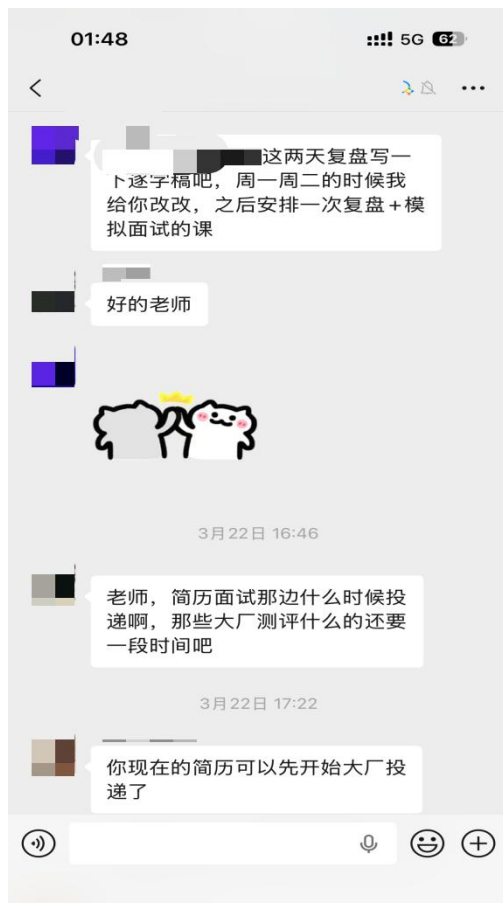 01:48
5G 62
这两天复盘写一
下逐字稿吧，周一周二的时候我
给你改改，之后安排一次复盘+模
拟面试的课
好的老师
3月22日 16:46
老师，简历面试那边什么时候投
递啊，那些大厂测评什么的还要
一段时间吧
3月22日 17:22
你现在的简历可以先开始大厂投
递了